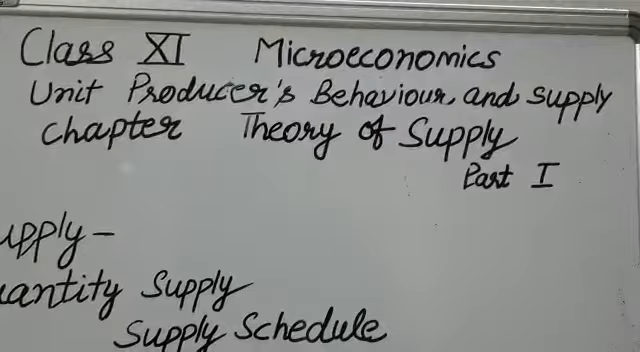 Class XI Microeconomics
Unit Producer's Behaviour and supply
Chapter Theory of Supply
Part I
upply -
antity Supply
Supply Schedule